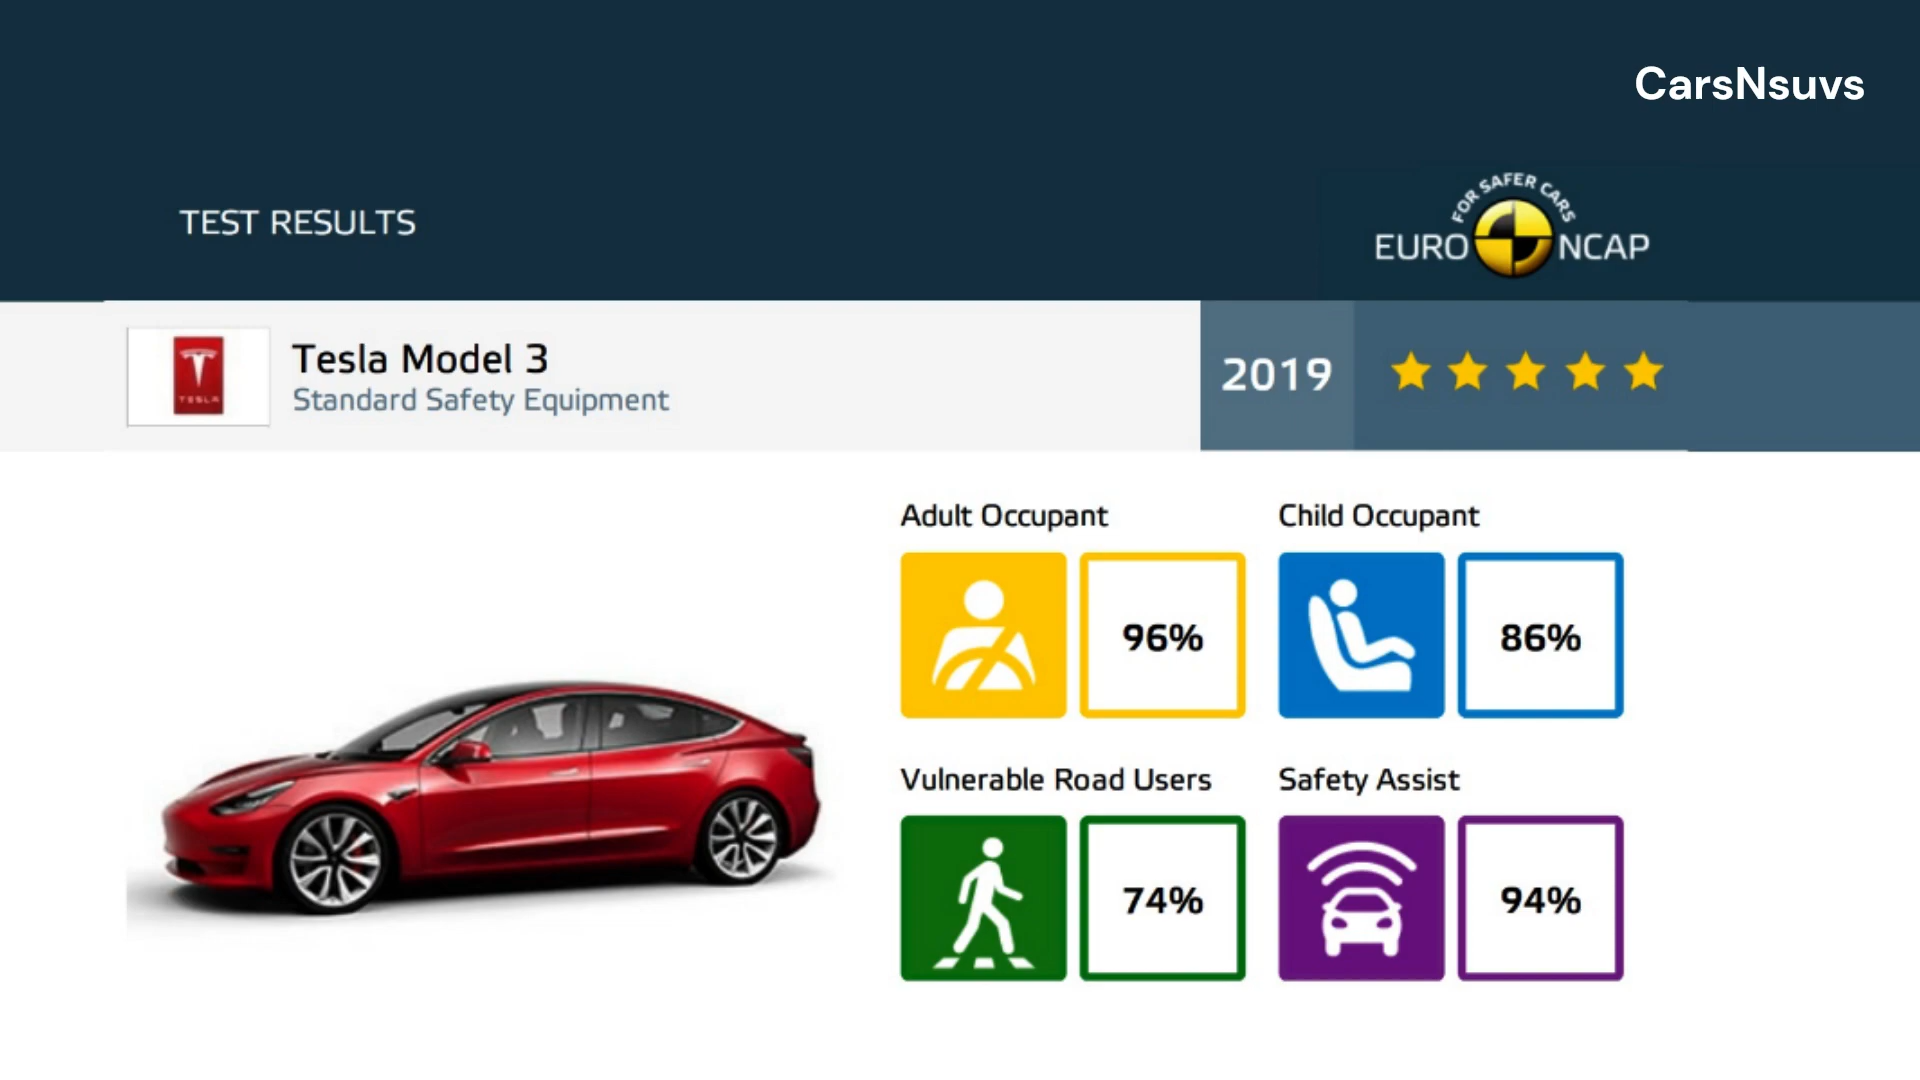 CarsNsuvs
TEST RESULTS
FOR SAFER CARS
EURO NCAP
TESLA
Tesla Model 3
Standard Safety Equipment
2019
Adult Occupant
Child Occupant
96%
86%
Vulnerable Road Users
Safety Assist
74%
94%